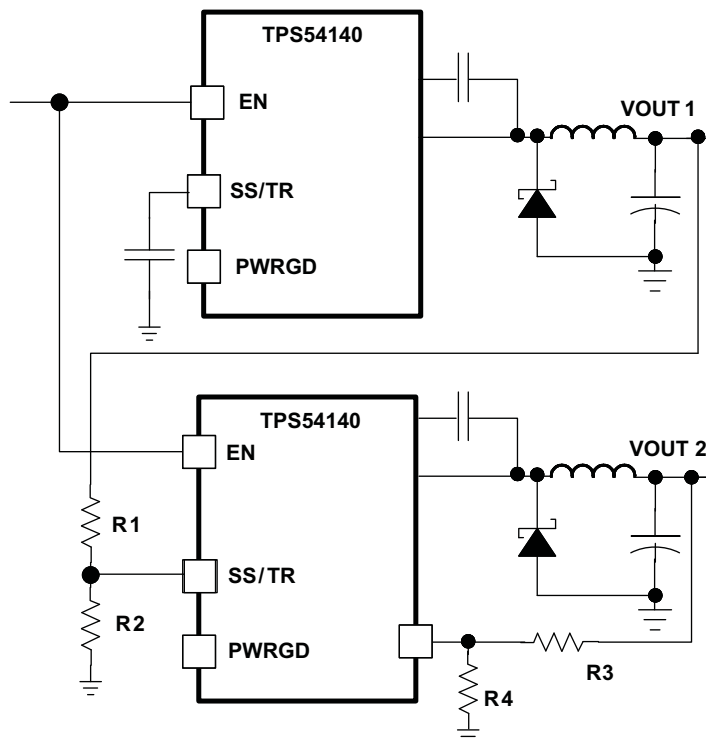 TPS54140
EN
VOUT 1
SS/TR
PWRGD
TPS54140
EN
VOUT 2
R1
SS/TR
R2
PWRGD
R3
R4